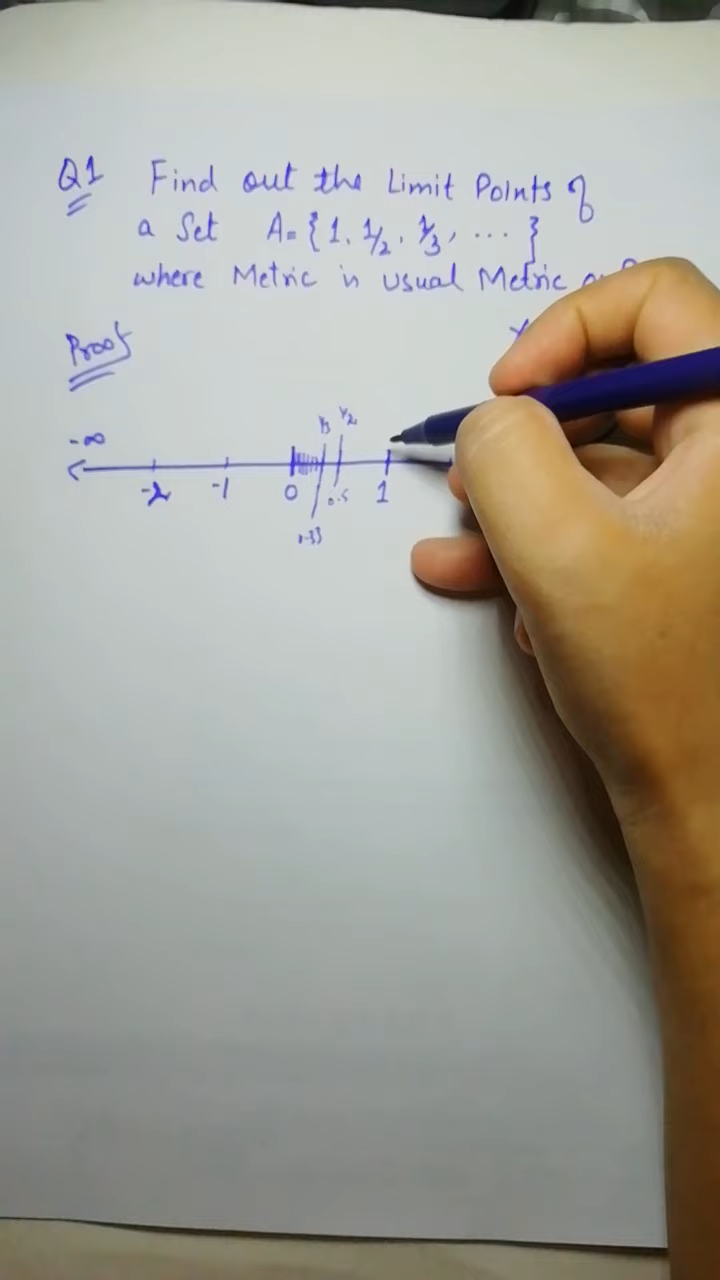 Q1 Find out the Limit Points of
a Set A = { 1, 1/2, 1/3, ... }
where Metric is usual Metric
Proof
1/3 1/2
-∞
-2 -1 0 0.5 1
0.33